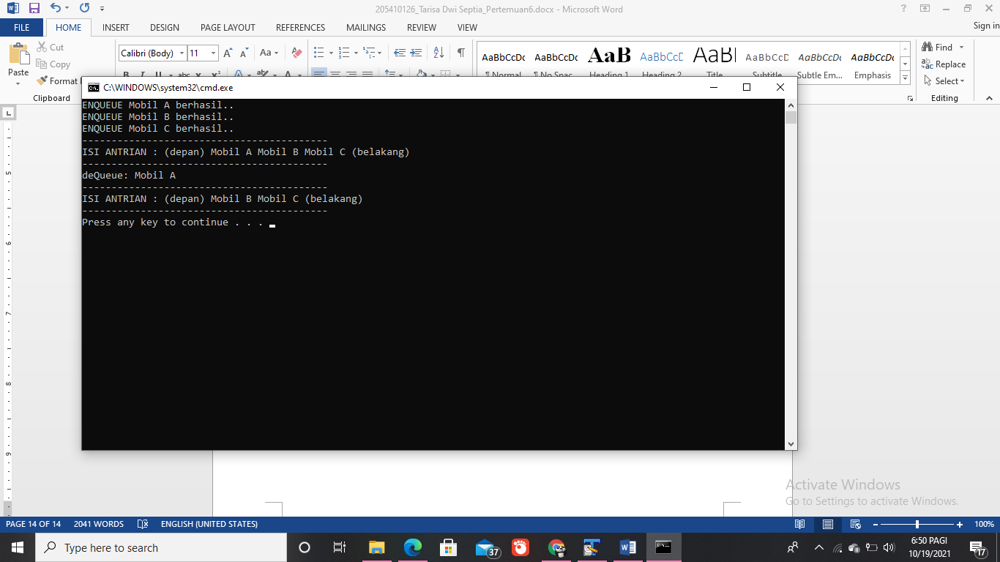 205410126_Tarisa Dwi Septia_Pertemuan6.docx - Microsoft Word
Sign in
FILE HOME INSERT DESIGN PAGE LAYOUT REFERENCES MAILINGS REVIEW VIEW
Paste
Cut
Copy
Format
Clipboard
Calibri (Body) 11
AaBbCcDc AaBbCcDc AaB AaBbCcD AaBl AaBbCcD AaBbCcDc AaBbCcDc
¶ Normal ¶ No Spac... Heading 1 Heading 2 Title Subtitle Subtle Em... Emphasis
Find
Replace
Select
Editing
C:\WINDOWS\system32\cmd.exe
ENQUEUE Mobil A berhasil..
ENQUEUE Mobil B berhasil..
ENQUEUE Mobil C berhasil..
------------------------------------------
ISI ANTRIAN : (depan) Mobil A Mobil B Mobil C (belakang)
------------------------------------------
deQueue: Mobil A
------------------------------------------
ISI ANTRIAN : (depan) Mobil B Mobil C (belakang)
------------------------------------------
Press any key to continue . . .
5
6
7
8
9
Activate Windows
Go to Settings to activate Windows.
PAGE 14 OF 14 2041 WORDS ENGLISH (UNITED STATES) 100%
Type here to search
37
6:50 PAGI
10/19/2021
17